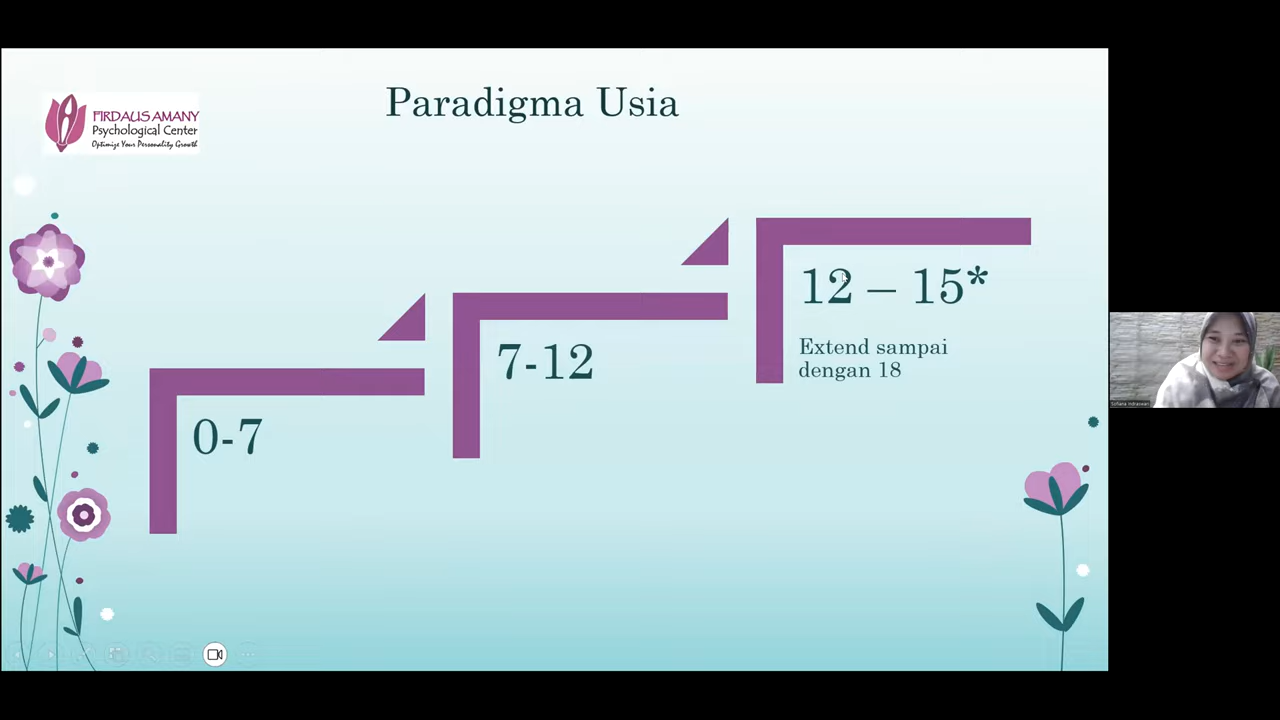 FIRDAUS AMANY
Psychological Center
Optimize Your Personality Growth
Paradigma Usia
0-7
7-12
12 – 15*
Extend sampai
dengan 18